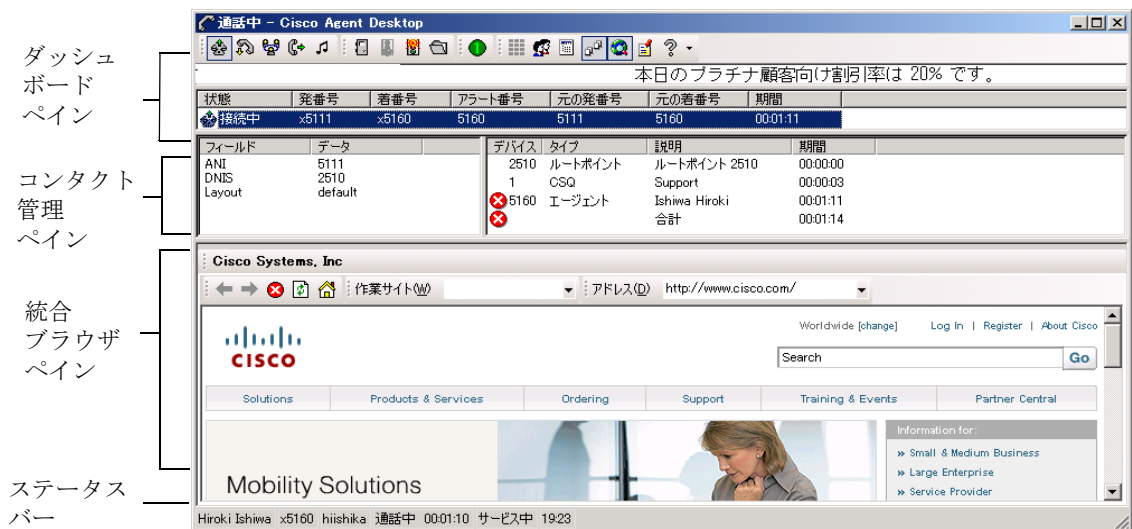 通話中 - Cisco Agent Desktop
ダッシュ
ボード
ペイン
本日のプラチナ顧客向け割引率は 20% です。
状態 発番号 着番号 アラート番号 元の発番号 元の着番号 期間
接続中 x5111 x5160 5160 5111 5160 00:01:11
コンタクト
管理
ペイン
フィールド データ
ANI 5111
DNIS 2510
Layout default
デバイス タイプ 説明 期間
2510 ルートポイント ルートポイント 2510 00:00:00
1 CSQ Support 00:00:03
5160 エージェント Ishiwa Hiroki 00:01:11
合計 00:01:14
統合
ブラウザ
ペイン
Cisco Systems, Inc
作業サイト(W) アドレス(D) http://www.cisco.com/
CISCO
Worldwide [change] Log In | Register | About Cisco
Search Go
Solutions Products & Services Ordering Support Training & Events Partner Central
Mobility Solutions
Information for:
» Small & Medium Business
» Large Enterprise
» Service Provider
ステータス
バー
Hiroki Ishiwa x5160 hiishika 通話中 00:01:10 サービス中 19:23